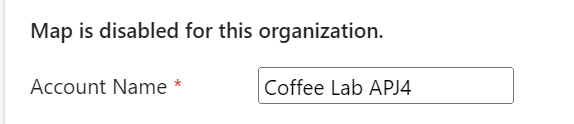 Map is disabled for this organization.
Account Name *
Coffee Lab APJ4